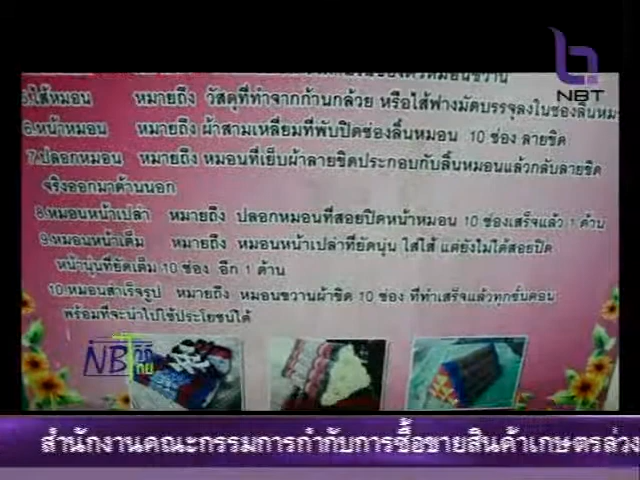 NBT
5.ไส้หมอน หมายถึง วัสดุที่ทำจากก้านกล้วย หรือไส้ฟางมัดบรรจุลงในช่องลิ้นหมอน
6.หน้าหมอน หมายถึง ผ้าสามเหลี่ยมที่พับปิดช่องลิ้นหมอน 10 ช่อง ลายขิด
7.ปลอกหมอน หมายถึง หมอนที่เย็บผ้าลายขิดประกอบกับลิ้นหมอนแล้วกลับลายขิด
จริงออกมาด้านนอก
8.หมอนหน้าเปล่า หมายถึง ปลอกหมอนที่สอยปิดหน้าหมอน 10 ช่องเสร็จแล้ว 1 ด้าน
9.หมอนหน้าเต็ม หมายถึง หมอนหน้าเปล่าที่ยัดนุ่น ใส่ไส้ แต่ยังไม่ได้สอยปิด
หน้านุ่นที่ยัดเต็ม 10 ช่อง อีก 1 ด้าน
10.หมอนสำเร็จรูป หมายถึง หมอนขวานผ้าขิด 10 ช่อง ที่ทำเสร็จแล้วทุกขั้นตอน
พร้อมที่จะนำไปใช้ประโยชน์ได้
NBT วิถีไทย
สำนักงานคณะกรรมการกำกับการซื้อขายสินค้าเกษตรล่วง